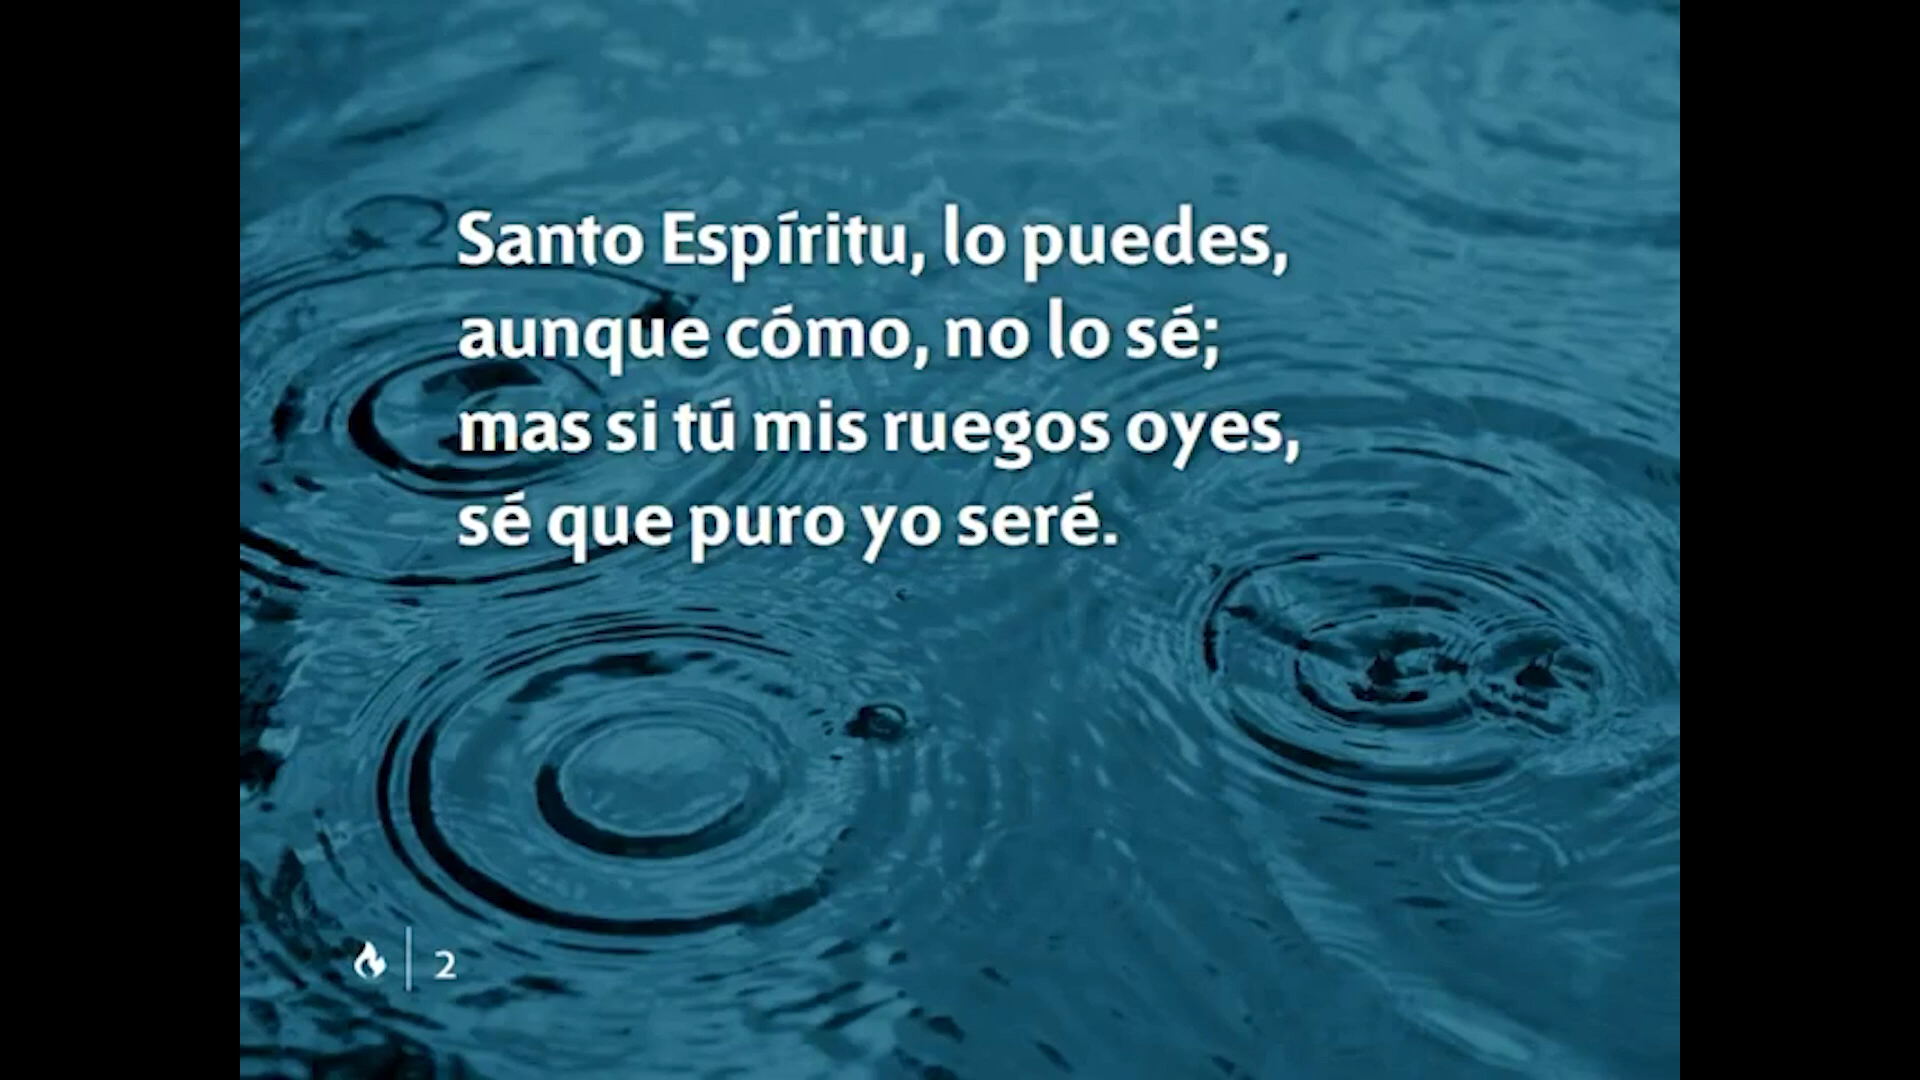 Santo Espíritu, lo puedes,
aunque cómo, no lo sé;
mas si tú mis ruegos oyes,
sé que puro yo seré.
2